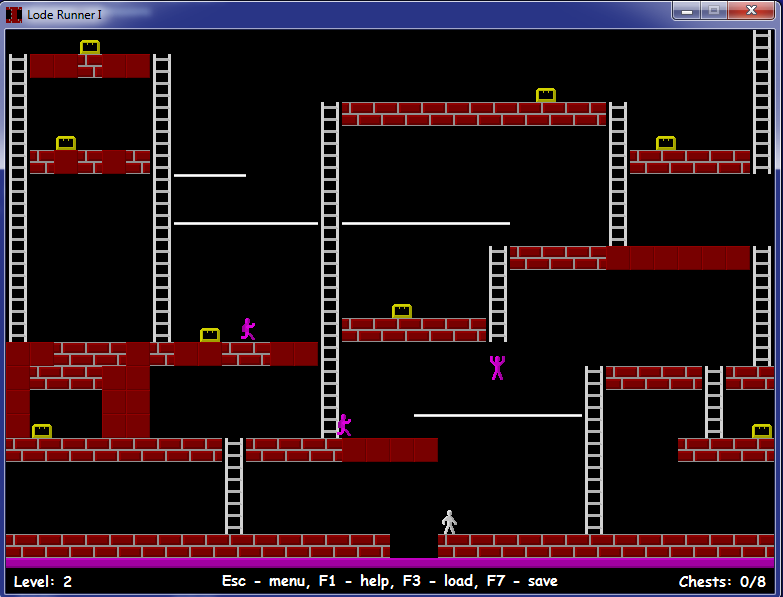 Lode Runner I
Level: 2 Esc - menu, F1 - help, F3 - load, F7 - save Chests: 0/8